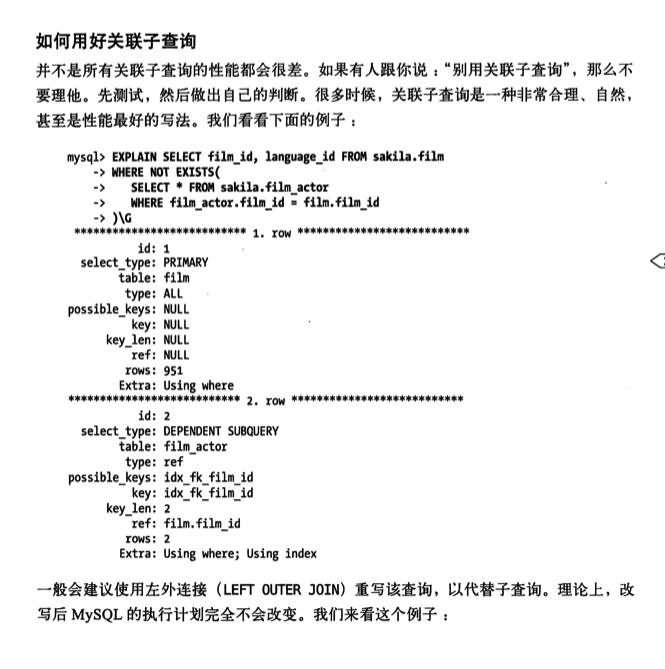 如何用好关联子查询
并不是所有关联子查询的性能都会很差。如果有人跟你说：“别用关联子查询”，那么不
要理他。先测试，然后做出自己的判断。很多时候，关联子查询是一种非常合理、自然，
甚至是性能最好的写法。我们看看下面的例子：
mysql> EXPLAIN SELECT film_id, language_id FROM sakila.film
-> WHERE NOT EXISTS(
-> SELECT * FROM sakila.film_actor
-> WHERE film_actor.film_id = film.film_id
-> )\G
*************************** 1. row ***************************
id: 1
select_type: PRIMARY
table: film
type: ALL
possible_keys: NULL
key: NULL
key_len: NULL
ref: NULL
rows: 951
Extra: Using where
*************************** 2. row ***************************
id: 2
select_type: DEPENDENT SUBQUERY
table: film_actor
type: ref
possible_keys: idx_fk_film_id
key: idx_fk_film_id
key_len: 2
ref: film.film_id
rows: 2
Extra: Using where; Using index
一般会建议使用左外连接（LEFT OUTER JOIN）重写该查询，以代替子查询。理论上，改
写后 MySQL 的执行计划完全不会改变。我们来看这个例子：